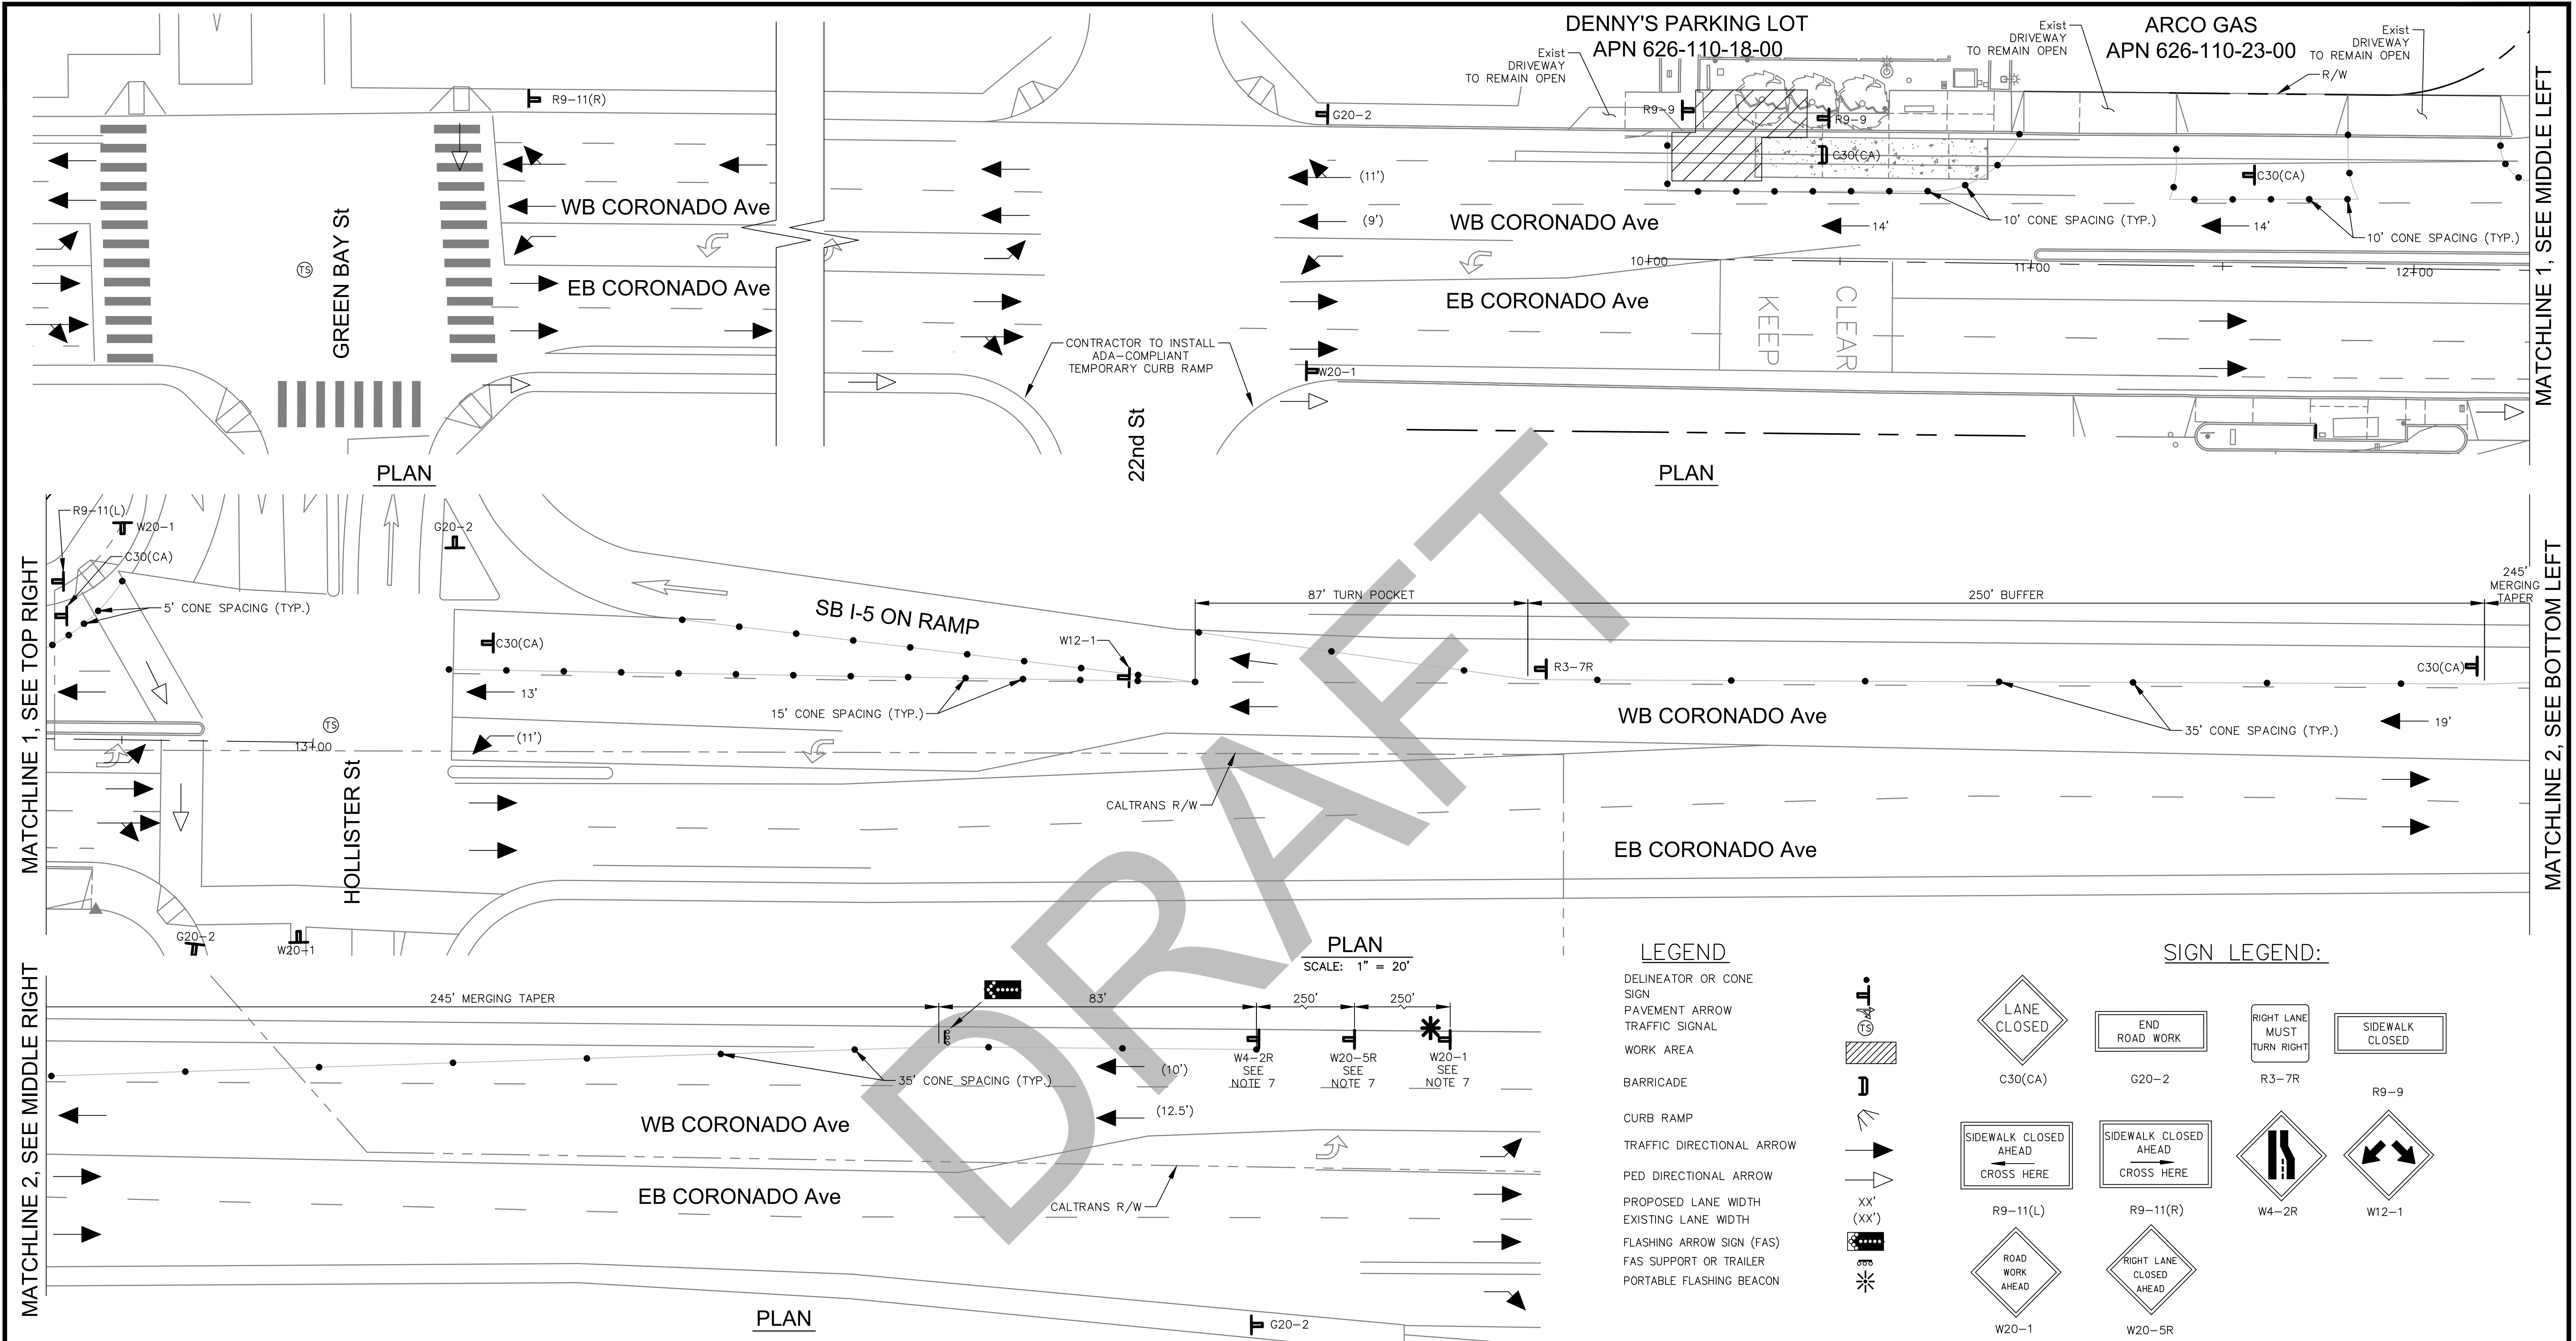 DENNY'S PARKING LOT
APN 626-110-18-00
ARCO GAS
APN 626-110-23-00
Exist
DRIVEWAY
TO REMAIN OPEN
Exist
DRIVEWAY
TO REMAIN OPEN
Exist
DRIVEWAY
TO REMAIN OPEN
R/W
R9-11(R)
G20-2
R9-9
R9-9
C30(CA)
C30(CA)
(11')
(9')
WB CORONADO Ave
WB CORONADO Ave
14'
10' CONE SPACING (TYP.)
14'
10' CONE SPACING (TYP.)
TS
GREEN BAY St
EB CORONADO Ave
EB CORONADO Ave
10+00
11+00
12+00
KEEP
CLEAR
CONTRACTOR TO INSTALL
ADA-COMPLIANT
TEMPORARY CURB RAMP
W20-1
22nd St
MATCHLINE 1, SEE MIDDLE LEFT
PLAN
PLAN
MATCHLINE 1, SEE TOP RIGHT
R9-11(L)
W20-1
C30(CA)
5' CONE SPACING (TYP.)
G20-2
SB I-5 ON RAMP
C30(CA)
W12-1
13'
15' CONE SPACING (TYP.)
(11')
TS
13+00
HOLLISTER St
87' TURN POCKET
250' BUFFER
245'
MERGING
TAPER
R3-7R
C30(CA)
WB CORONADO Ave
35' CONE SPACING (TYP.)
19'
CALTRANS R/W
EB CORONADO Ave
G20-2
W20-1
MATCHLINE 2, SEE BOTTOM LEFT
DRAFT
PLAN
SCALE: 1" = 20'
MATCHLINE 2, SEE MIDDLE RIGHT
245' MERGING TAPER
83'
250'
250'
35' CONE SPACING (TYP.)
(10')
(12.5')
W4-2R
SEE
NOTE 7
W20-5R
SEE
NOTE 7
W20-1
SEE
NOTE 7
WB CORONADO Ave
EB CORONADO Ave
CALTRANS R/W
G20-2
PLAN
LEGEND
DELINEATOR OR CONE
SIGN
PAVEMENT ARROW
TRAFFIC SIGNAL
TS
WORK AREA
BARRICADE
CURB RAMP
TRAFFIC DIRECTIONAL ARROW
PED DIRECTIONAL ARROW
PROPOSED LANE WIDTH XX'
EXISTING LANE WIDTH (XX')
FLASHING ARROW SIGN (FAS)
FAS SUPPORT OR TRAILER
PORTABLE FLASHING BEACON
SIGN LEGEND:
LANE
CLOSED
C30(CA)
END
ROAD WORK
G20-2
RIGHT LANE
MUST
TURN RIGHT
R3-7R
SIDEWALK
CLOSED
R9-9
SIDEWALK CLOSED
AHEAD
CROSS HERE
R9-11(L)
SIDEWALK CLOSED
AHEAD
CROSS HERE
R9-11(R)
W4-2R
W12-1
ROAD
WORK
AHEAD
W20-1
RIGHT LANE
CLOSED
AHEAD
W20-5R